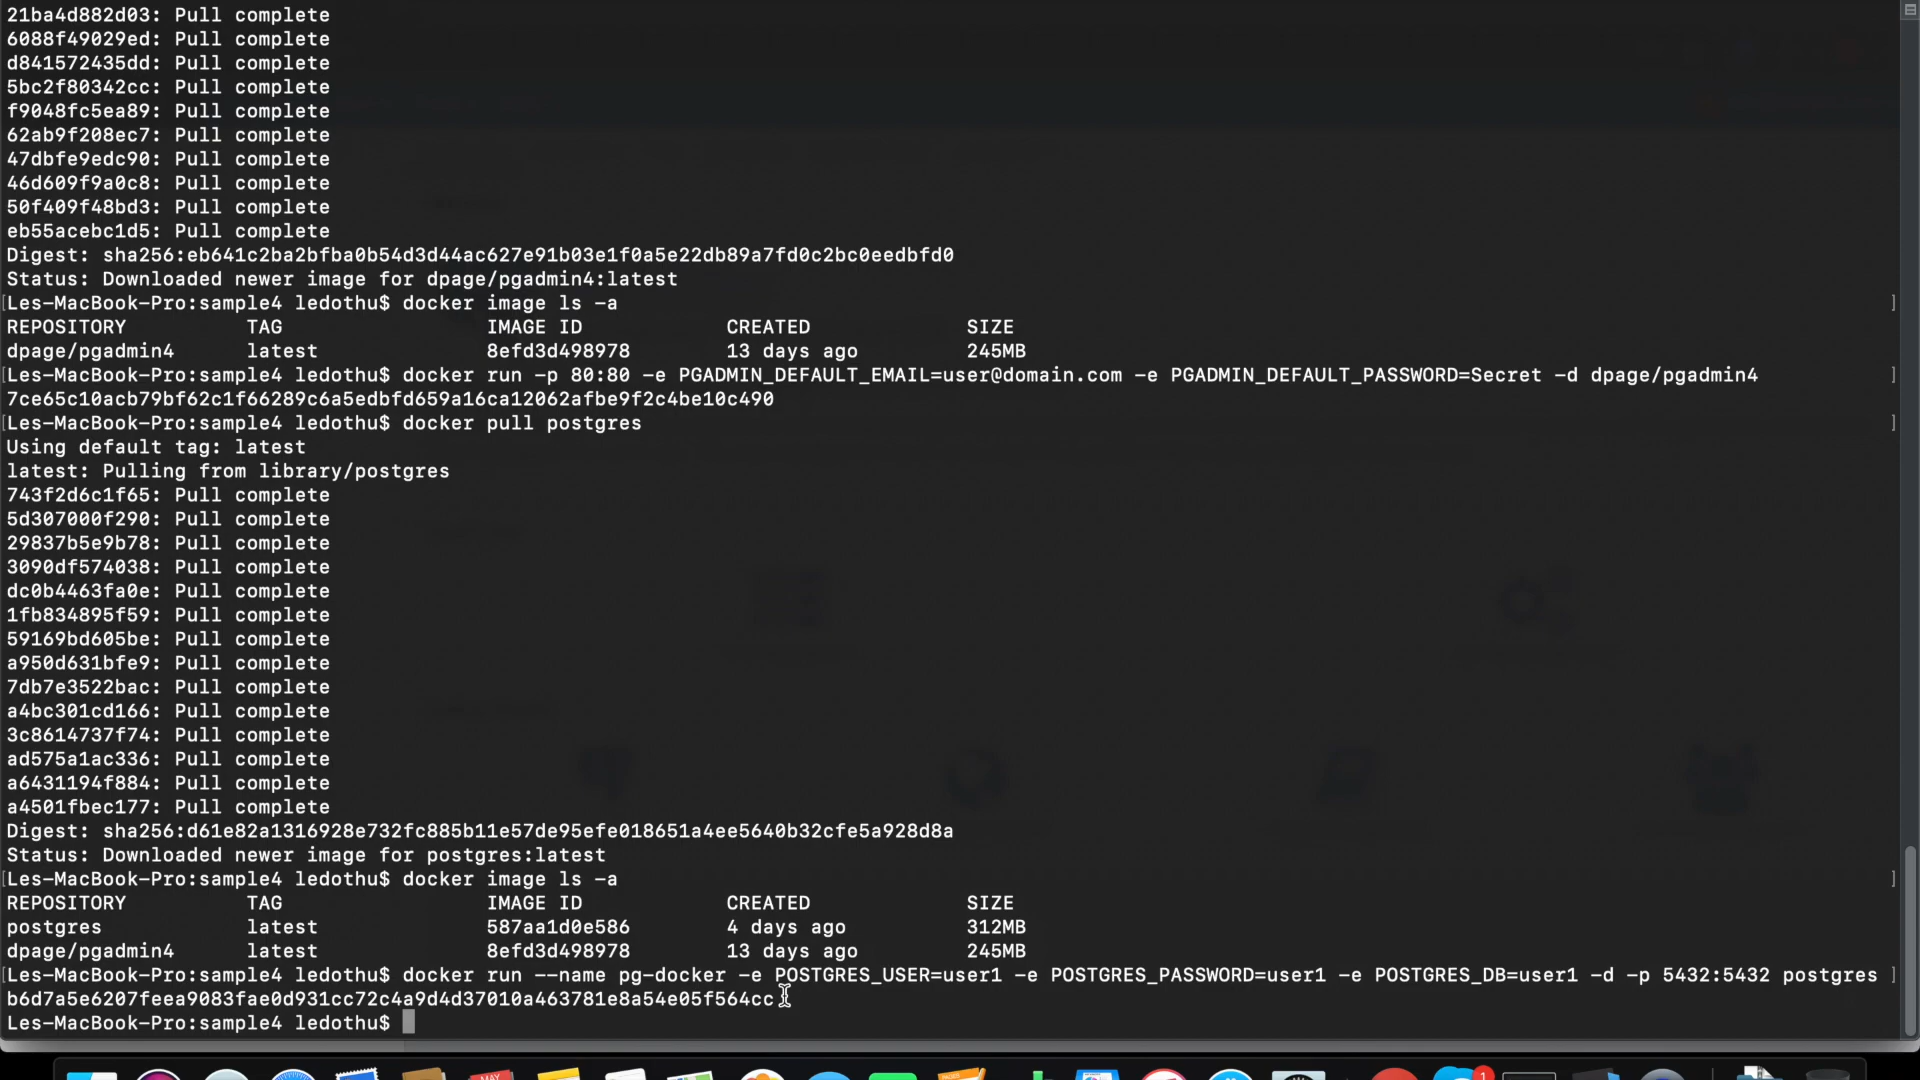 21ba4d882d03: Pull complete
6088f49029ed: Pull complete
d841572435dd: Pull complete
5bc2f80342cc: Pull complete
f9048fc5ea89: Pull complete
62ab9f208ec7: Pull complete
47dbfe9edc90: Pull complete
46d609f9a0c8: Pull complete
50f409f48bd3: Pull complete
eb55acebc1d5: Pull complete
Digest: sha256:eb641c2ba2bfba0b54d3d44ac627e91b03e1f0a5e22db89a7fd0c2bc0eedbfd0
Status: Downloaded newer image for dpage/pgadmin4:latest
[Les-MacBook-Pro:sample4 ledothu$ docker image ls -a ]
REPOSITORY TAG IMAGE ID CREATED SIZE
dpage/pgadmin4 latest 8efd3d498978 13 days ago 245MB
[Les-MacBook-Pro:sample4 ledothu$ docker run -p 80:80 -e PGADMIN_DEFAULT_EMAIL=user@domain.com -e PGADMIN_DEFAULT_PASSWORD=Secret -d dpage/pgadmin4 ]
7ce65c10acb79bf62c1f66289c6a5edbfd659a16ca12062afbe9f2c4be10c490
[Les-MacBook-Pro:sample4 ledothu$ docker pull postgres ]
Using default tag: latest
latest: Pulling from library/postgres
743f2d6c1f65: Pull complete
5d307000f290: Pull complete
29837b5e9b78: Pull complete
3090df574038: Pull complete
dc0b4463fa0e: Pull complete
1fb834895f59: Pull complete
59169bd605be: Pull complete
a950d631bfe9: Pull complete
7db7e3522bac: Pull complete
a4bc301cd166: Pull complete
3c8614737f74: Pull complete
ad575a1ac336: Pull complete
a6431194f884: Pull complete
a4501fbec177: Pull complete
Digest: sha256:d61e82a1316928e732fc885b11e57de95efe018651a4ee5640b32cfe5a928d8a
Status: Downloaded newer image for postgres:latest
[Les-MacBook-Pro:sample4 ledothu$ docker image ls -a ]
REPOSITORY TAG IMAGE ID CREATED SIZE
postgres latest 587aa1d0e586 4 days ago 312MB
dpage/pgadmin4 latest 8efd3d498978 13 days ago 245MB
[Les-MacBook-Pro:sample4 ledothu$ docker run --name pg-docker -e POSTGRES_USER=user1 -e POSTGRES_PASSWORD=user1 -e POSTGRES_DB=user1 -d -p 5432:5432 postgres ]
b6d7a5e6207feea9083fae0d931cc72c4a9d4d37010a463781e8a54e05f564cc
Les-MacBook-Pro:sample4 ledothu$
MAY
1